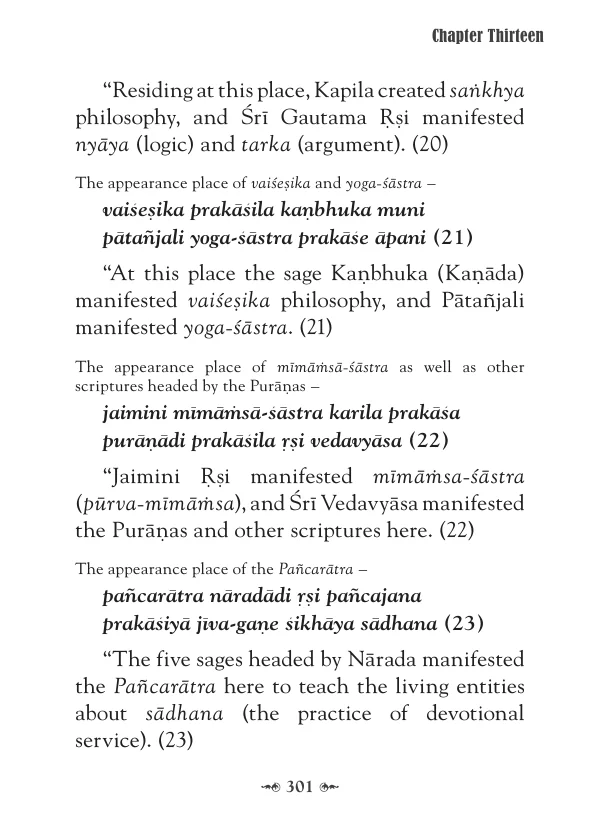 Chapter Thirteen
“Residing at this place, Kapila created saṅkhya
philosophy, and Śrī Gautama Ṛṣi manifested
nyāya (logic) and tarka (argument). (20)
The appearance place of vaiśeṣika and yoga-śāstra –
vaiśeṣika prakāśila kaṇbhuka muni
pātañjali yoga-śāstra prakāśe āpani (21)
“At this place the sage Kaṇbhuka (Kaṇāda)
manifested vaiśeṣika philosophy, and Pātañjali
manifested yoga-śāstra. (21)
The appearance place of mīmāṁsā-śāstra as well as other
scriptures headed by the Purāṇas –
jaimini mīmāṁsā-śāstra karila prakāśa
purāṇādi prakāśila ṛṣi vedavyāsa (22)
“Jaimini Ṛṣi manifested mīmāṁsa-śāstra
(pūrva-mīmāṁsa), and Śrī Vedavyāsa manifested
the Purāṇas and other scriptures here. (22)
The appearance place of the Pañcarātra –
pañcarātra nāradādi ṛṣi pañcajana
prakāśiyā jīva-gaṇe śikhāya sādhana (23)
“The five sages headed by Nārada manifested
the Pañcarātra here to teach the living entities
about sādhana (the practice of devotional
service). (23)
301